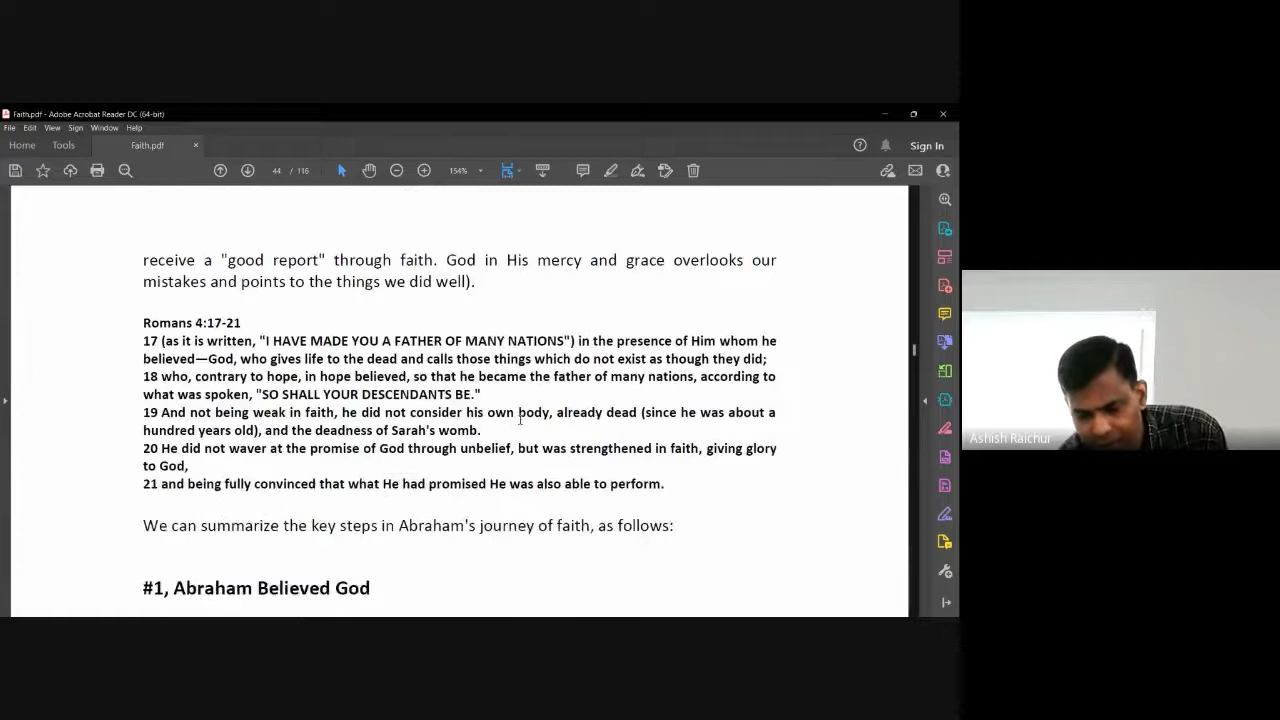 Faith.pdf - Adobe Acrobat Reader DC (64-bit)
File Edit View Sign Window Help
Home Tools Faith.pdf × Sign In
44 / 116 154%
receive a "good report" through faith. God in His mercy and grace overlooks our
mistakes and points to the things we did well).
Romans 4:17-21
17 (as it is written, "I HAVE MADE YOU A FATHER OF MANY NATIONS") in the presence of Him whom he
believed—God, who gives life to the dead and calls those things which do not exist as though they did;
18 who, contrary to hope, in hope believed, so that he became the father of many nations, according to
what was spoken, "SO SHALL YOUR DESCENDANTS BE."
19 And not being weak in faith, he did not consider his own body, already dead (since he was about a
hundred years old), and the deadness of Sarah's womb.
20 He did not waver at the promise of God through unbelief, but was strengthened in faith, giving glory
to God,
21 and being fully convinced that what He had promised He was also able to perform.
We can summarize the key steps in Abraham's journey of faith, as follows:
#1, Abraham Believed God
Ashish Raichur